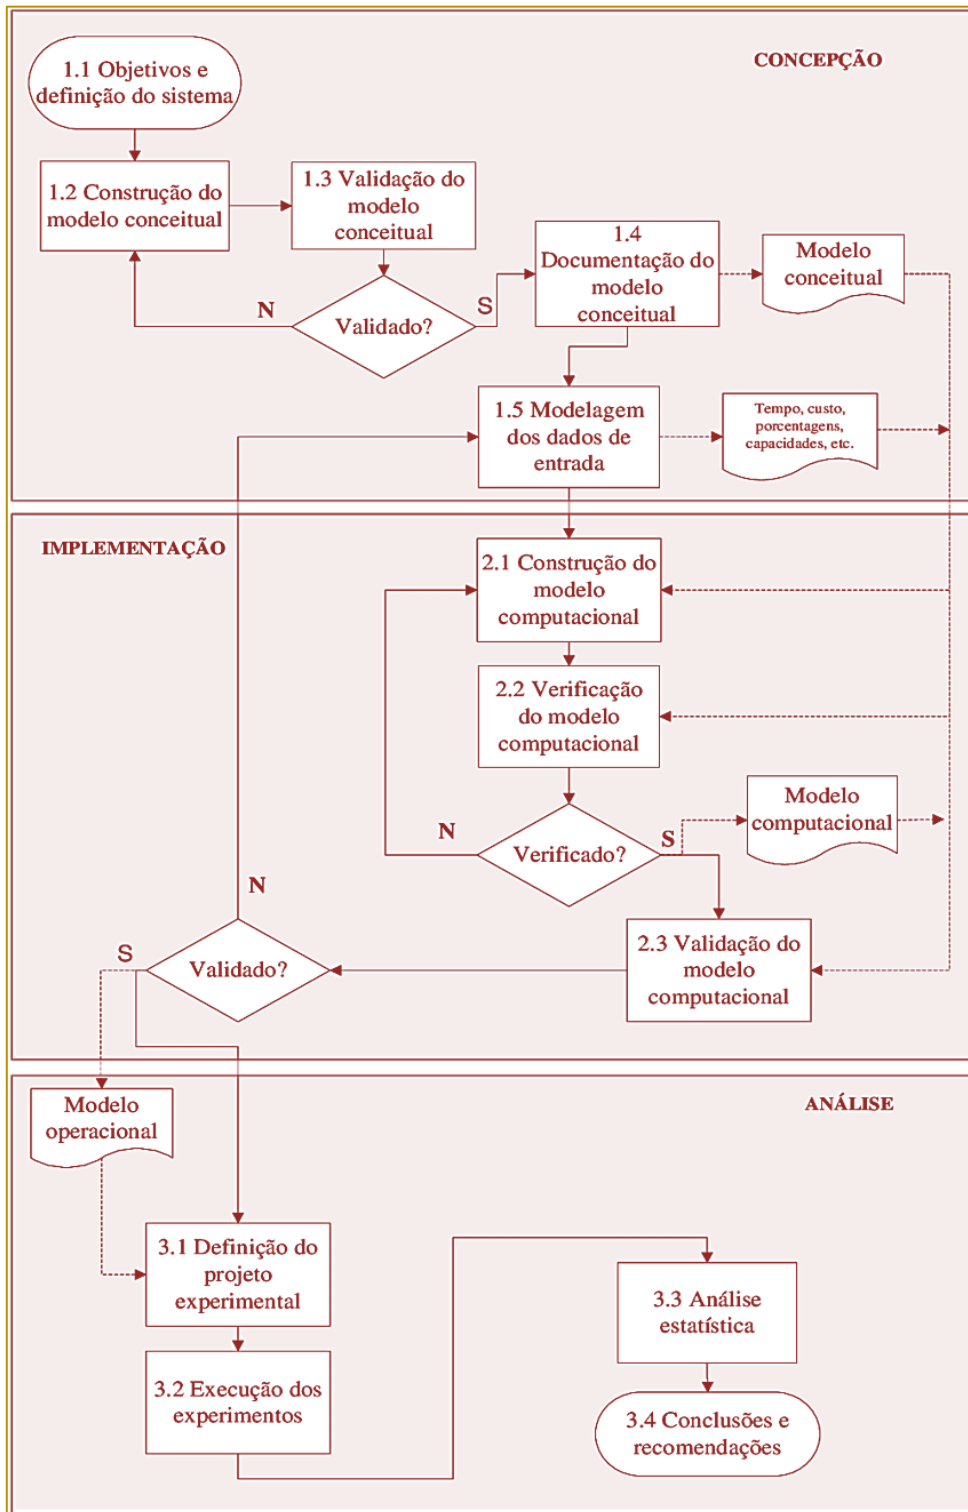 CONCEPÇÃO
1.1 Objetivos e
definição do sistema
1.2 Construção do
modelo conceitual
1.3 Validação do
modelo
conceitual
Validado?
N
S
1.4
Documentação do
modelo
conceitual
Modelo
conceitual
1.5 Modelagem
dos dados de
entrada
Tempo, custo,
porcentagens,
capacidades, etc.
IMPLEMENTAÇÃO
2.1 Construção do
modelo
computacional
2.2 Verificação
do modelo
computacional
Verificado?
N
S
Modelo
computacional
2.3 Validação do
modelo
computacional
Validado?
N
S
ANÁLISE
Modelo
operacional
3.1 Definição do
projeto
experimental
3.2 Execução dos
experimentos
3.3 Análise
estatística
3.4 Conclusões e
recomendações